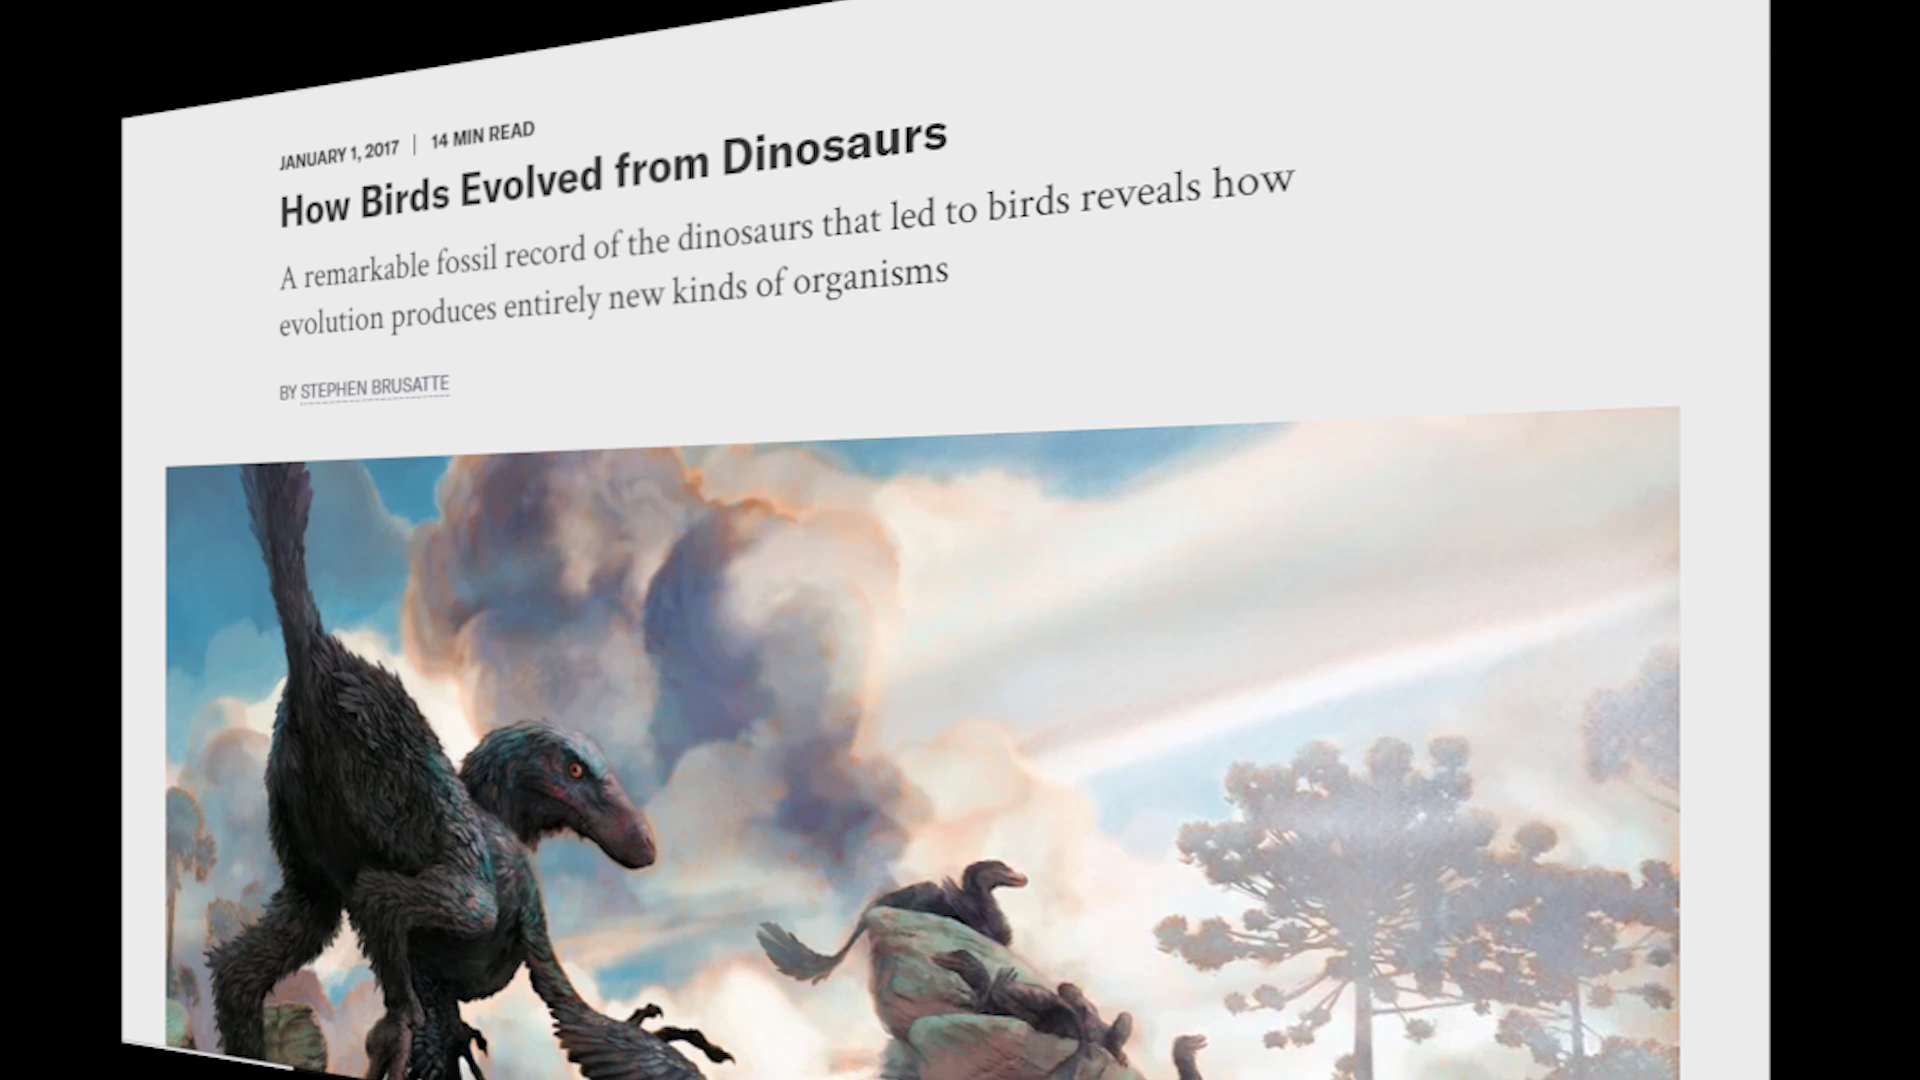 JANUARY 1, 2017 | 14 MIN READ
How Birds Evolved from Dinosaurs
A remarkable fossil record of the dinosaurs that led to birds reveals how
evolution produces entirely new kinds of organisms
BY STEPHEN BRUSATTE